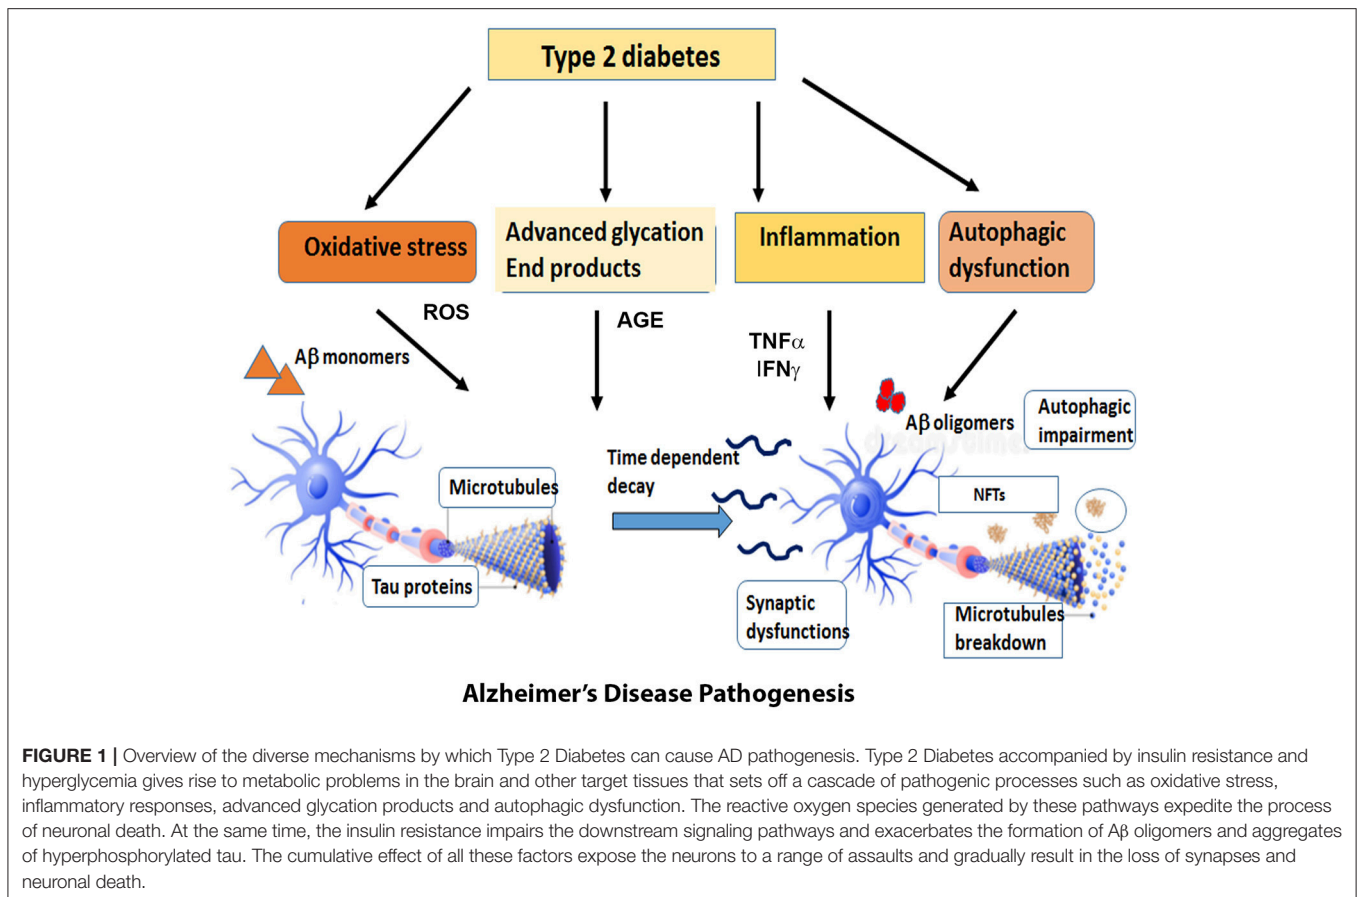 Type 2 diabetes
Oxidative stress
Advanced glycation
End products
Inflammation
Autophagic
dysfunction
ROS
AGE
TNFα
IFNγ
Aβ monomers
Aβ oligomers
Autophagic
impairment
Microtubules
Tau proteins
Time dependent
decay
NFTs
Synaptic
dysfunctions
Microtubules
breakdown
Alzheimer's Disease Pathogenesis
FIGURE 1 | Overview of the diverse mechanisms by which Type 2 Diabetes can cause AD pathogenesis. Type 2 Diabetes accompanied by insulin resistance and
hyperglycemia gives rise to metabolic problems in the brain and other target tissues that sets off a cascade of pathogenic processes such as oxidative stress,
inflammatory responses, advanced glycation products and autophagic dysfunction. The reactive oxygen species generated by these pathways expedite the process
of neuronal death. At the same time, the insulin resistance impairs the downstream signaling pathways and exacerbates the formation of Aβ oligomers and aggregates
of hyperphosphorylated tau. The cumulative effect of all these factors expose the neurons to a range of assaults and gradually result in the loss of synapses and
neuronal death.